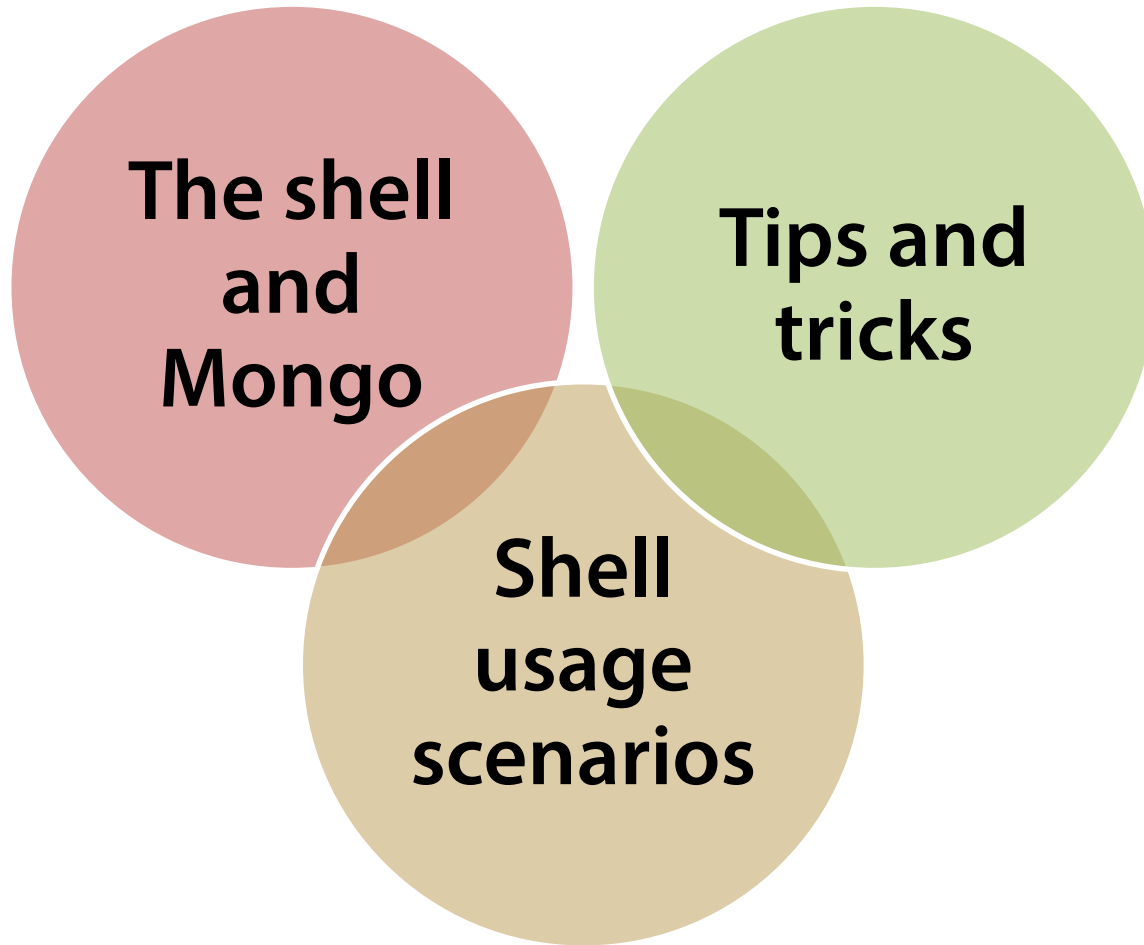 The shell
and
Mongo
Tips and
tricks
Shell
usage
scenarios